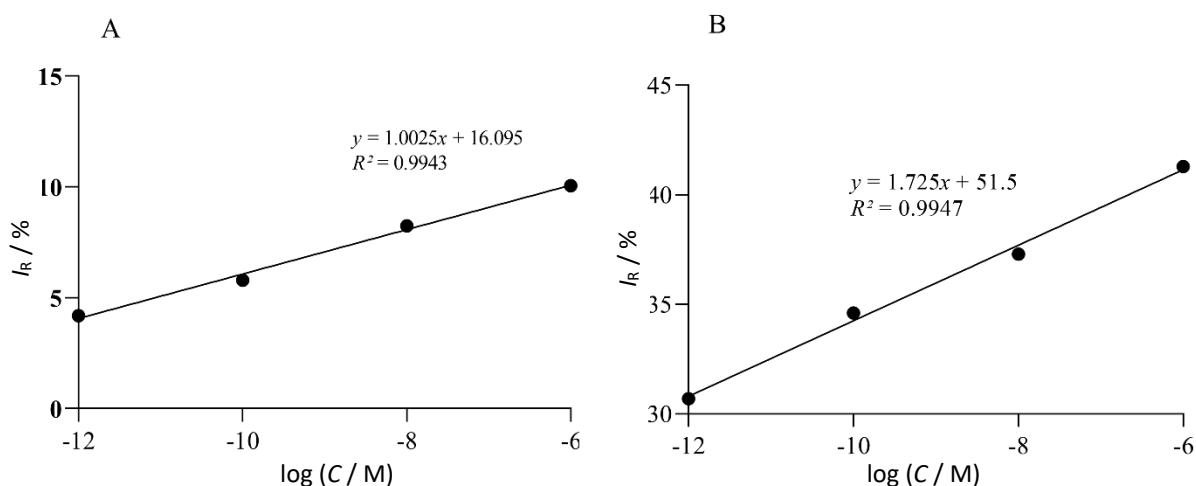 A
15
10
5
0
I_R / %
y = 1.0025x + 16.095
R² = 0.9943
-12 -10 -8 -6
log (C / M)
B
45
40
35
30
I_R / %
y = 1.725x + 51.5
R² = 0.9947
-12 -10 -8 -6
log (C / M)